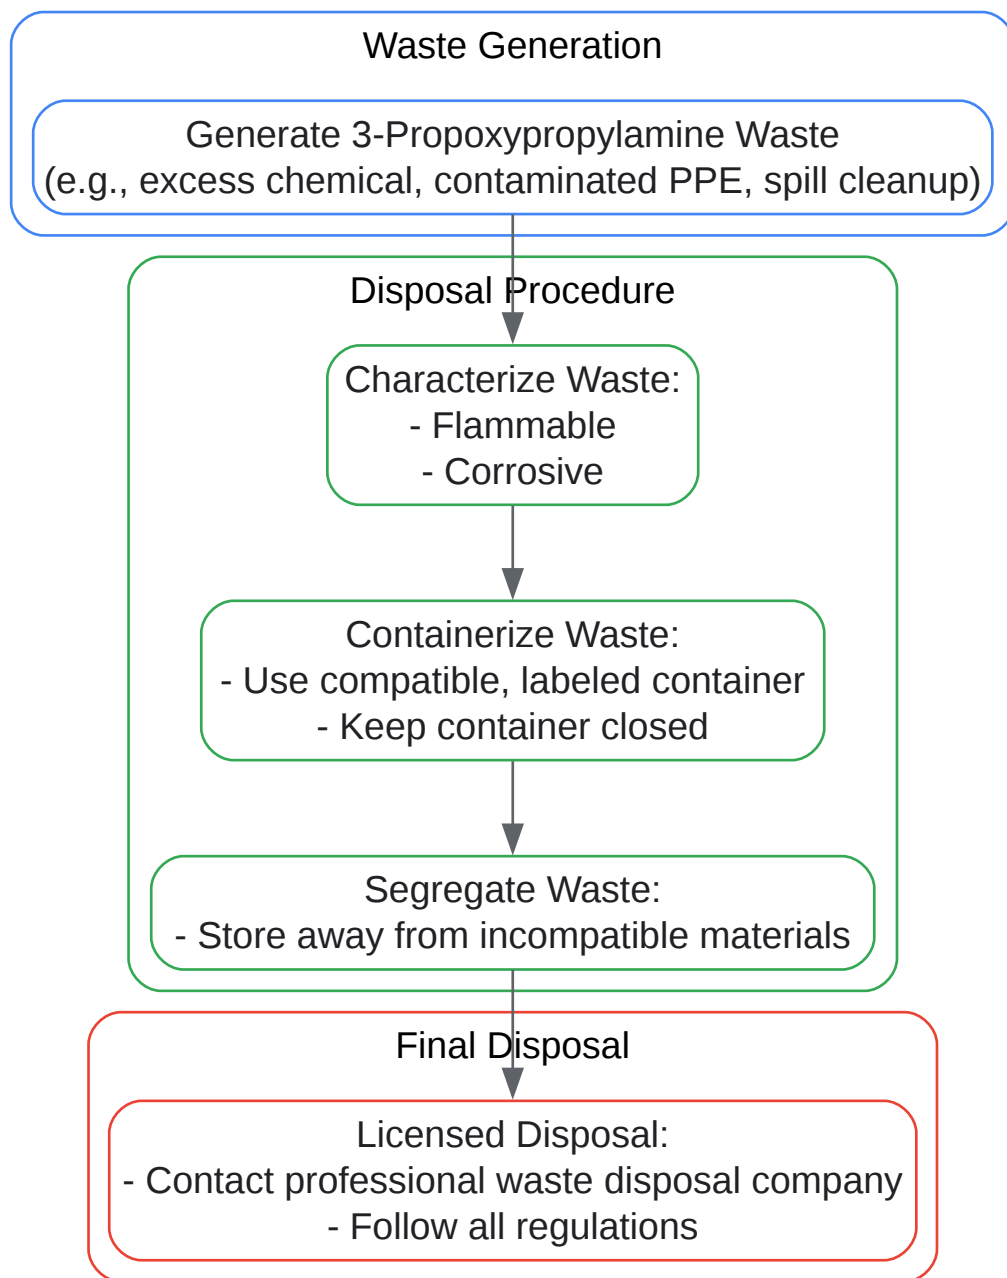 Waste Generation
Generate 3-Propoxypropylamine Waste
(e.g., excess chemical, contaminated PPE, spill cleanup)
Disposal Procedure
Characterize Waste:
- Flammable
- Corrosive
Containerize Waste:
- Use compatible, labeled container
- Keep container closed
Segregate Waste:
- Store away from incompatible materials
Final Disposal
Licensed Disposal:
- Contact professional waste disposal company
- Follow all regulations